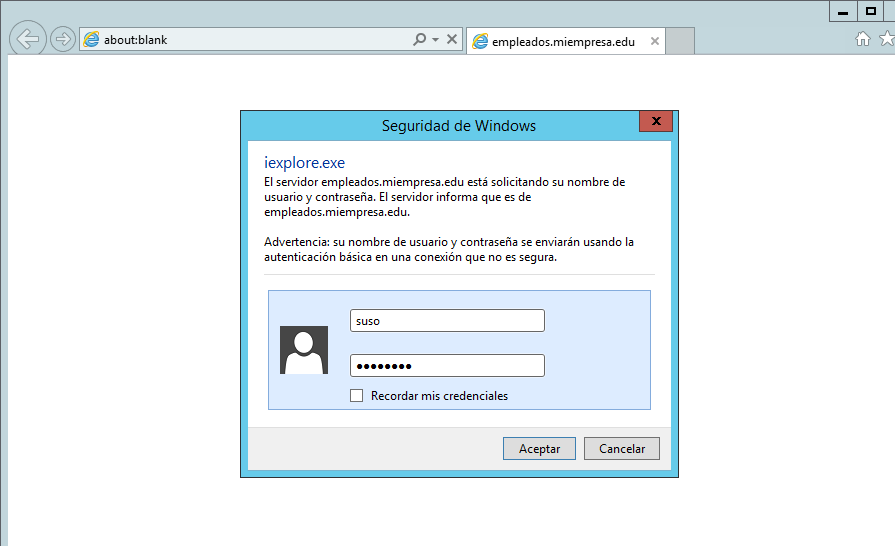 about:blank
empleados.miempresa.edu
Seguridad de Windows
iexplore.exe
El servidor empleados.miempresa.edu está solicitando su nombre de
usuario y contraseña. El servidor informa que es de
empleados.miempresa.edu.
Advertencia: su nombre de usuario y contraseña se enviarán usando la
autenticación básica en una conexión que no es segura.
suso
●●●●●●●●
Recordar mis credenciales
Aceptar
Cancelar